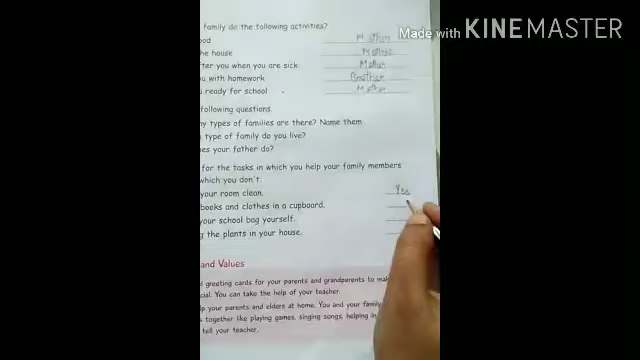 Made with KINEMASTER
Family do the following activities?
ood Mother
he house Mother
fter you when you are sick Mother
u with homework Brother
u ready for school Mother
following questions.
ny types of families are there? Name them
type of family do you live?
oes your father do?
for the tasks in which you help your family members
which you don't.
your room clean. Yes
books and clothes in a cupboard.
your school bag yourself.
g the plants in your house.
and Values
greeting cards for your parents and grandparents to mak
cial. You can take the help of your teacher.
lp your parents and elders at home. You and your family
s together like playing games, singing songs, helping in
tell your teacher.